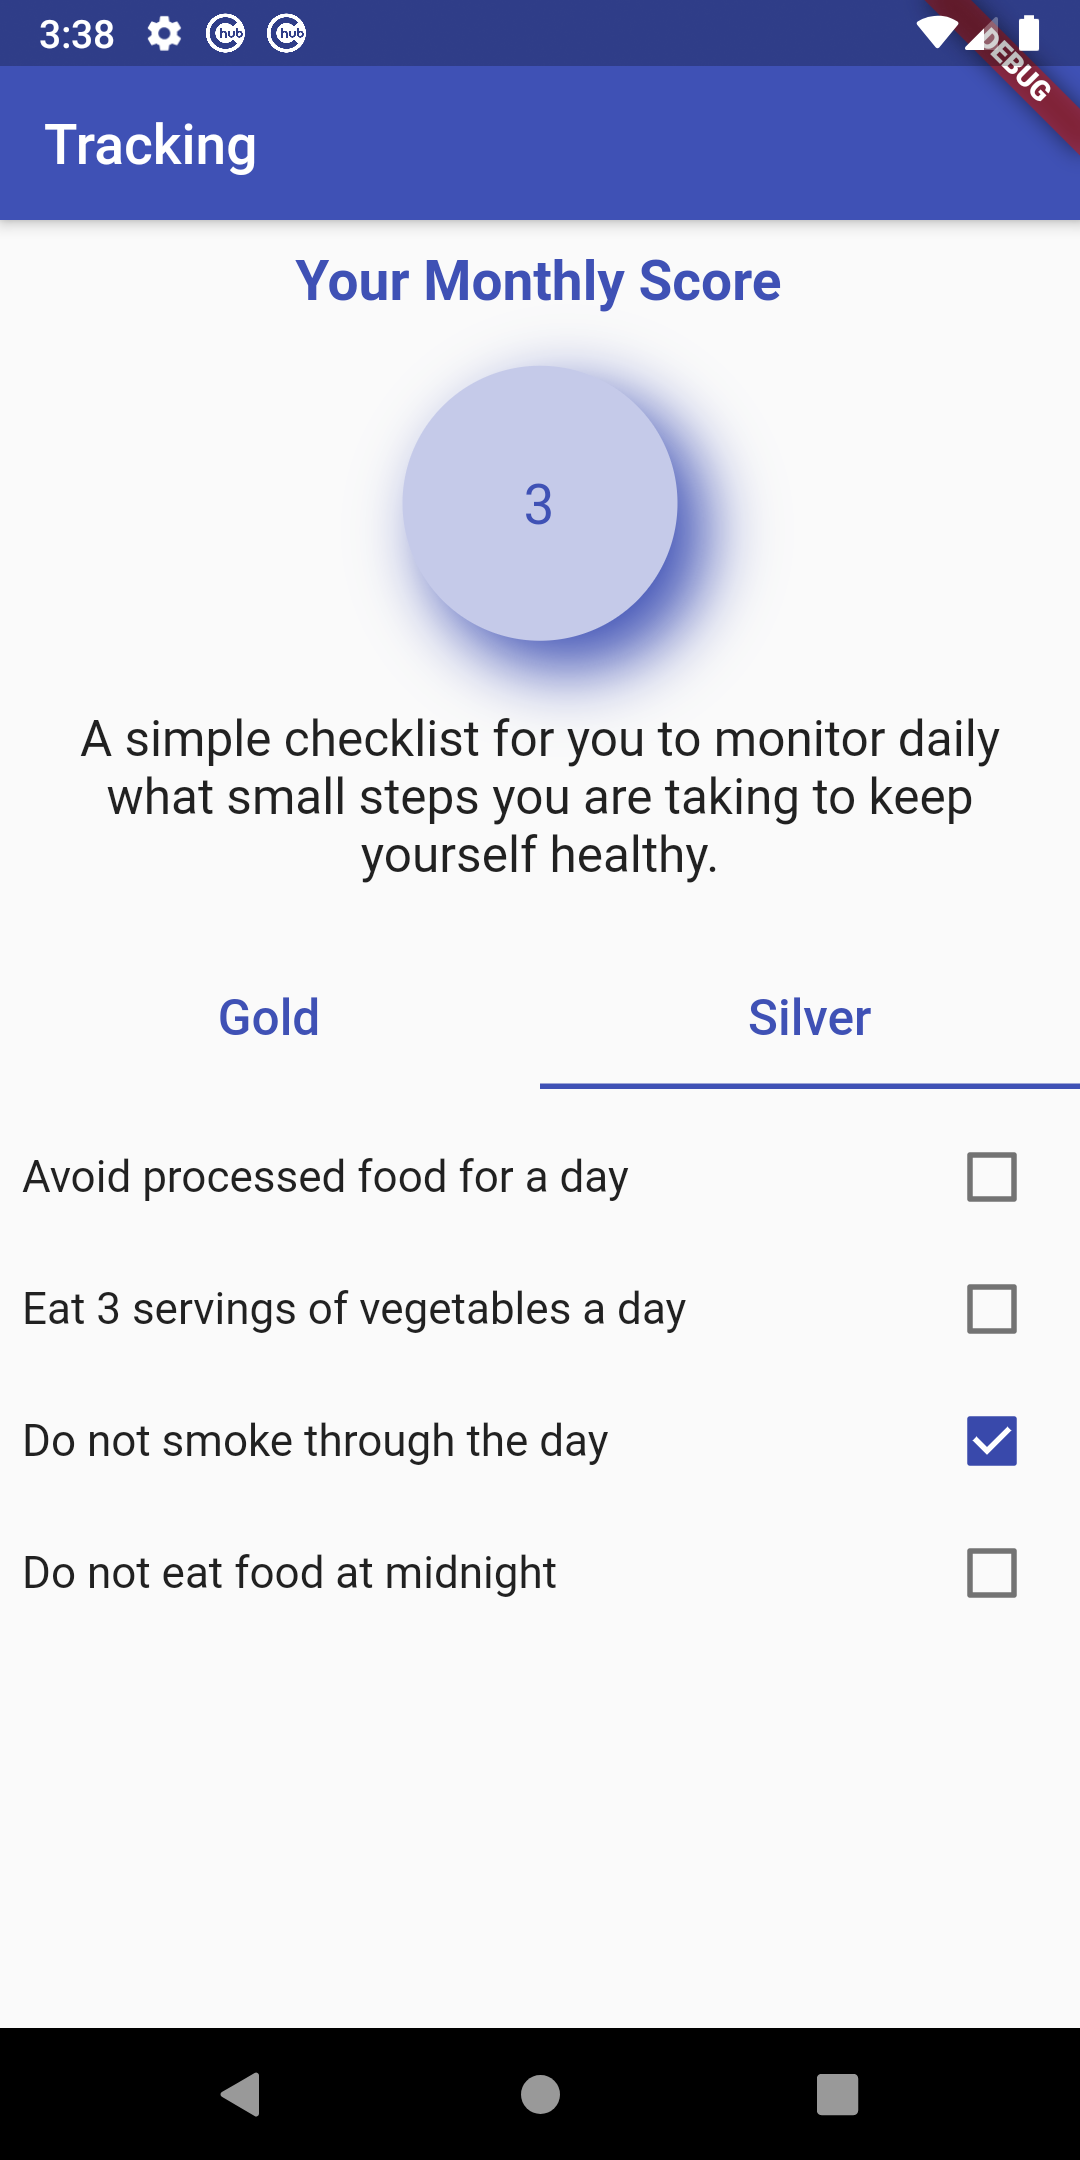 3:38
hub
hub
DEBUG
Tracking
Your Monthly Score
3
A simple checklist for you to monitor daily
what small steps you are taking to keep
yourself healthy.
Gold Silver
Avoid processed food for a day
Eat 3 servings of vegetables a day
Do not smoke through the day
Do not eat food at midnight